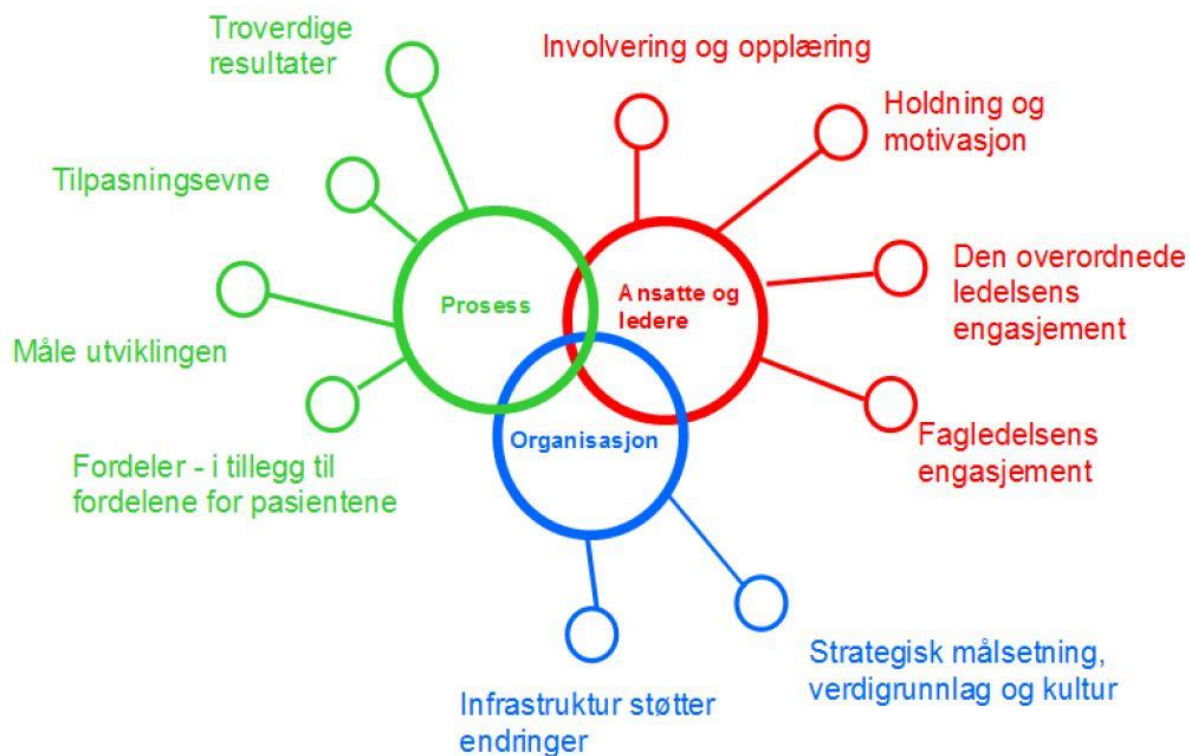 Troverdige
resultater
Involvering og opplæring
Holdning og
motivasjon
Tilpasningsevne
Den overordnede
ledelsens
engasjement
Prosess
Ansatte og
ledere
Måle utviklingen
Fagledelsens
engasjement
Organisasjon
Fordeler - i tillegg til
fordelene for pasientene
Strategisk målsetning,
verdigrunnlag og kultur
Infrastruktur støtter
endringer